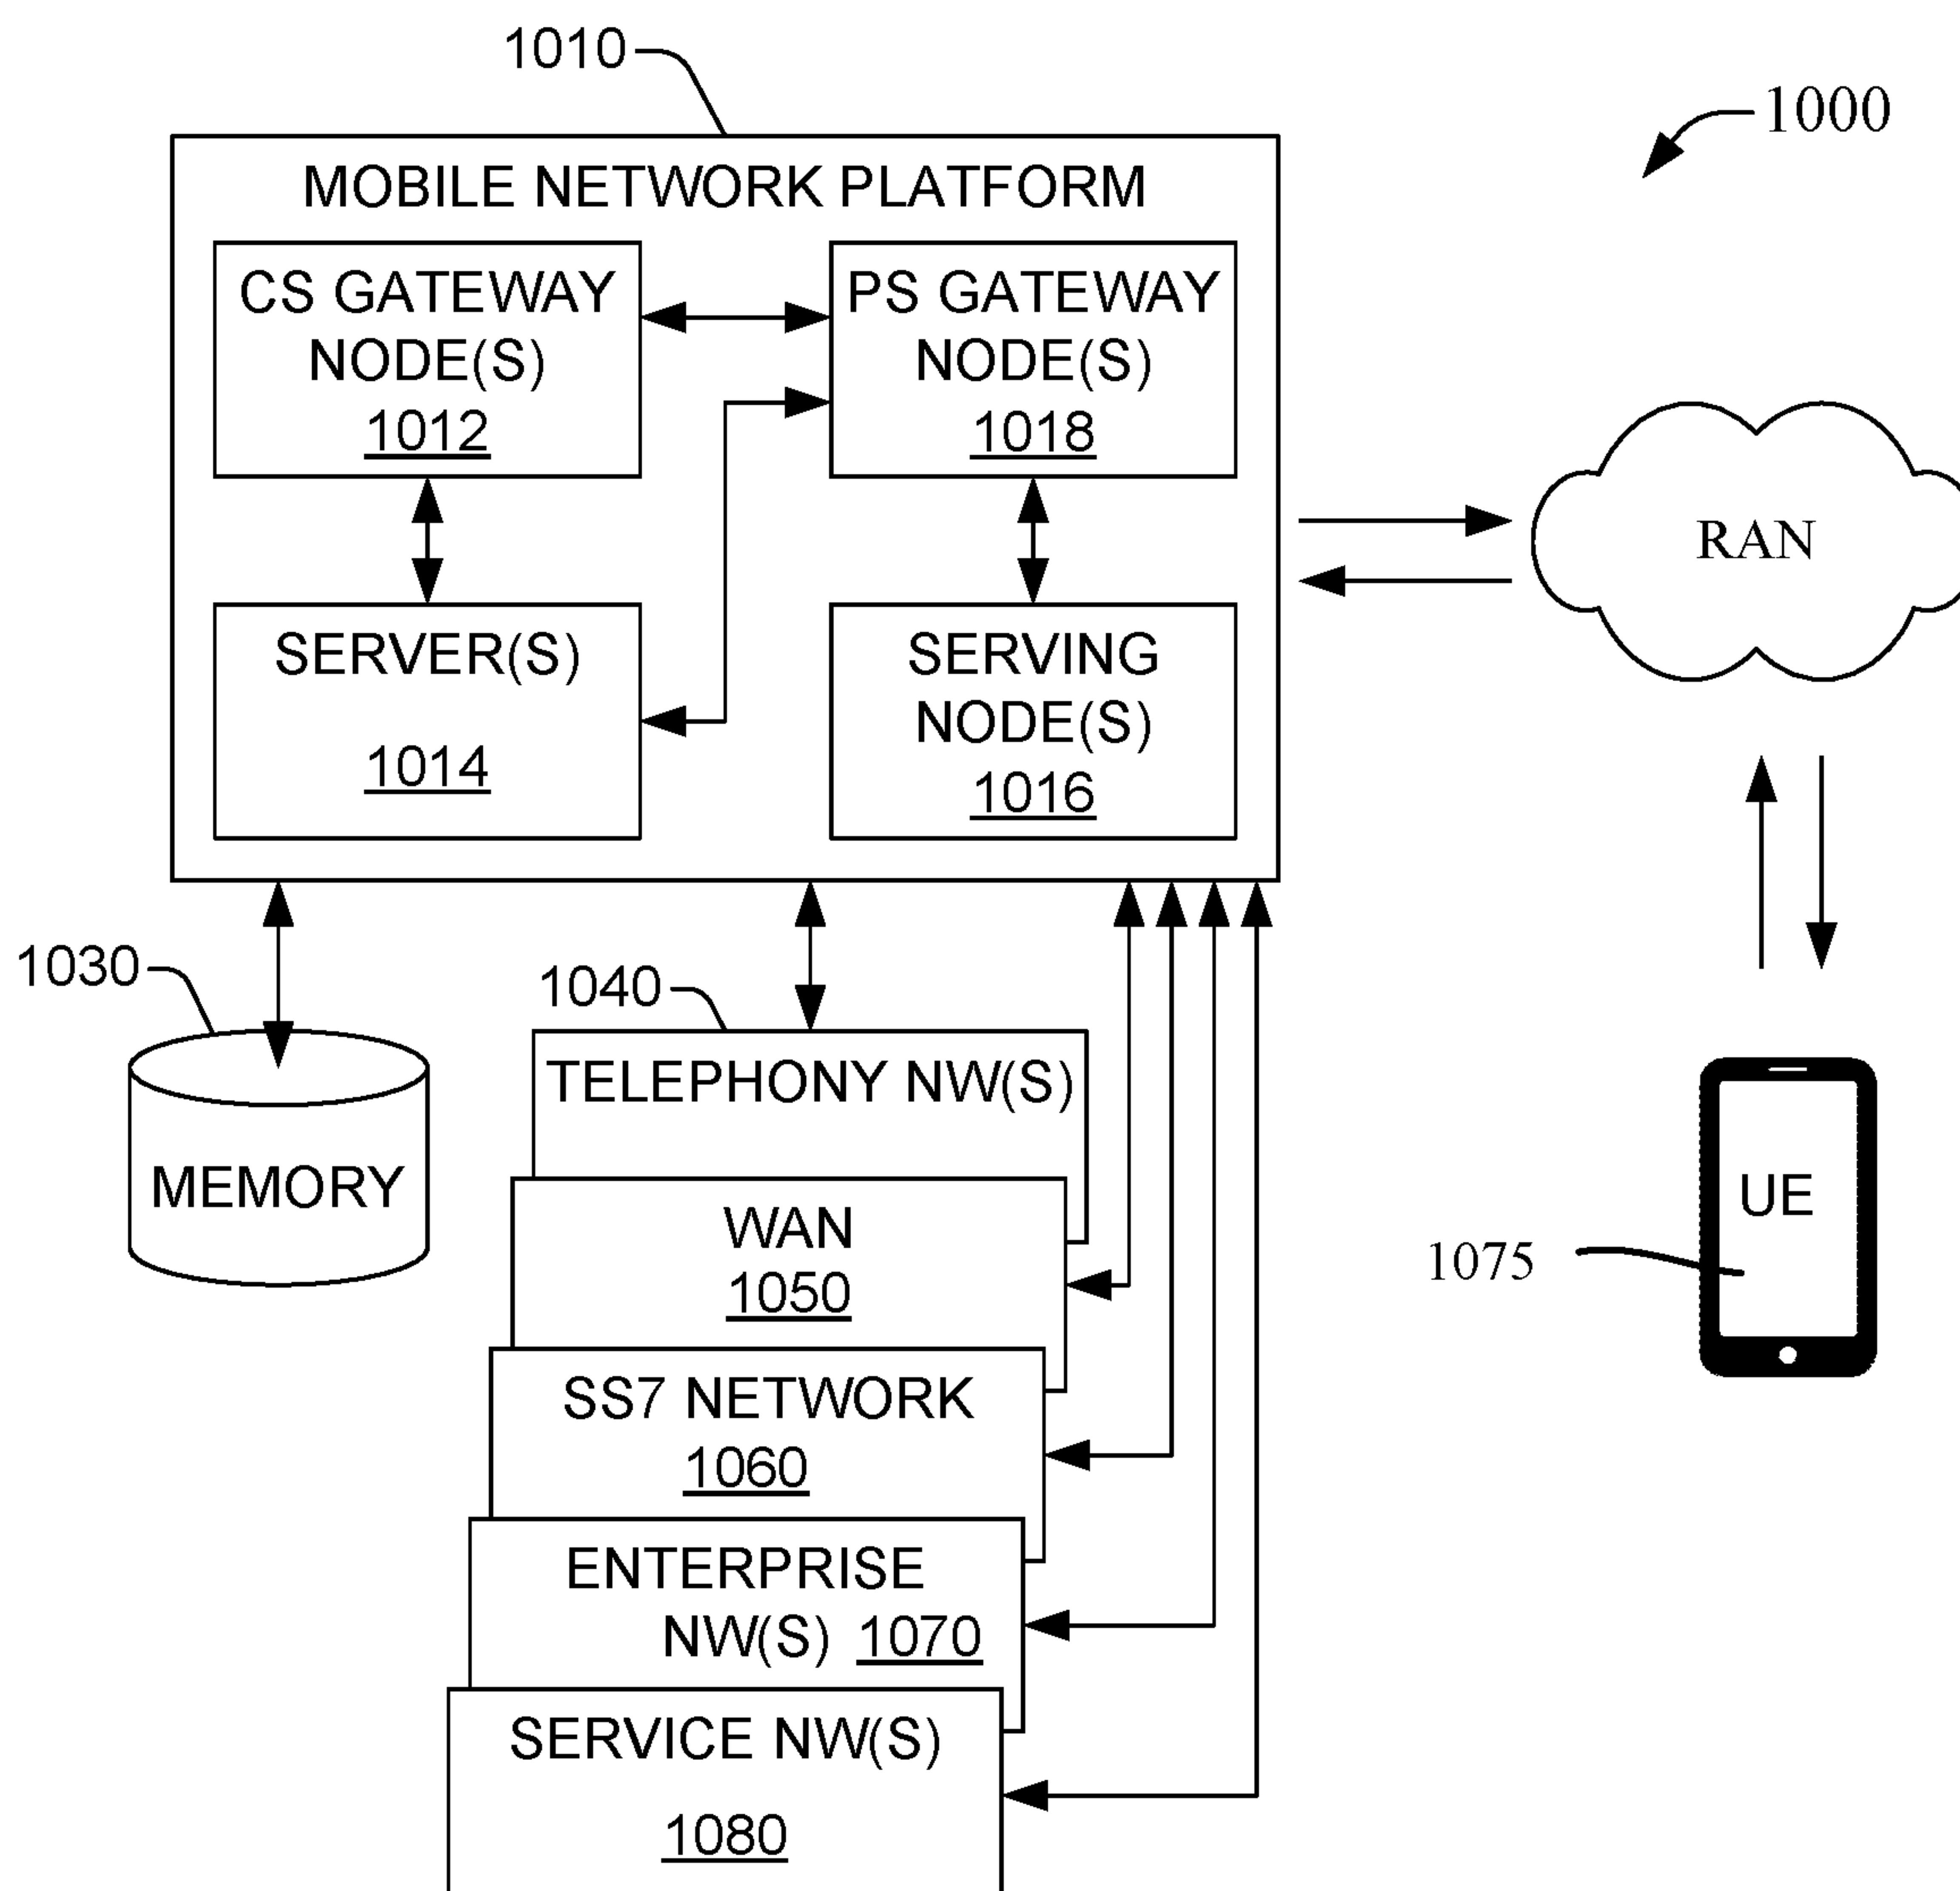 1010
1000
MOBILE NETWORK PLATFORM
CS GATEWAY
NODE(S)
1012
PS GATEWAY
NODE(S)
1018
SERVER(S)
1014
SERVING
NODE(S)
1016
RAN
1030
MEMORY
1040
TELEPHONY NW(S)
WAN
1050
SS7 NETWORK
1060
ENTERPRISE
NW(S) 1070
SERVICE NW(S)
1080
UE
1075